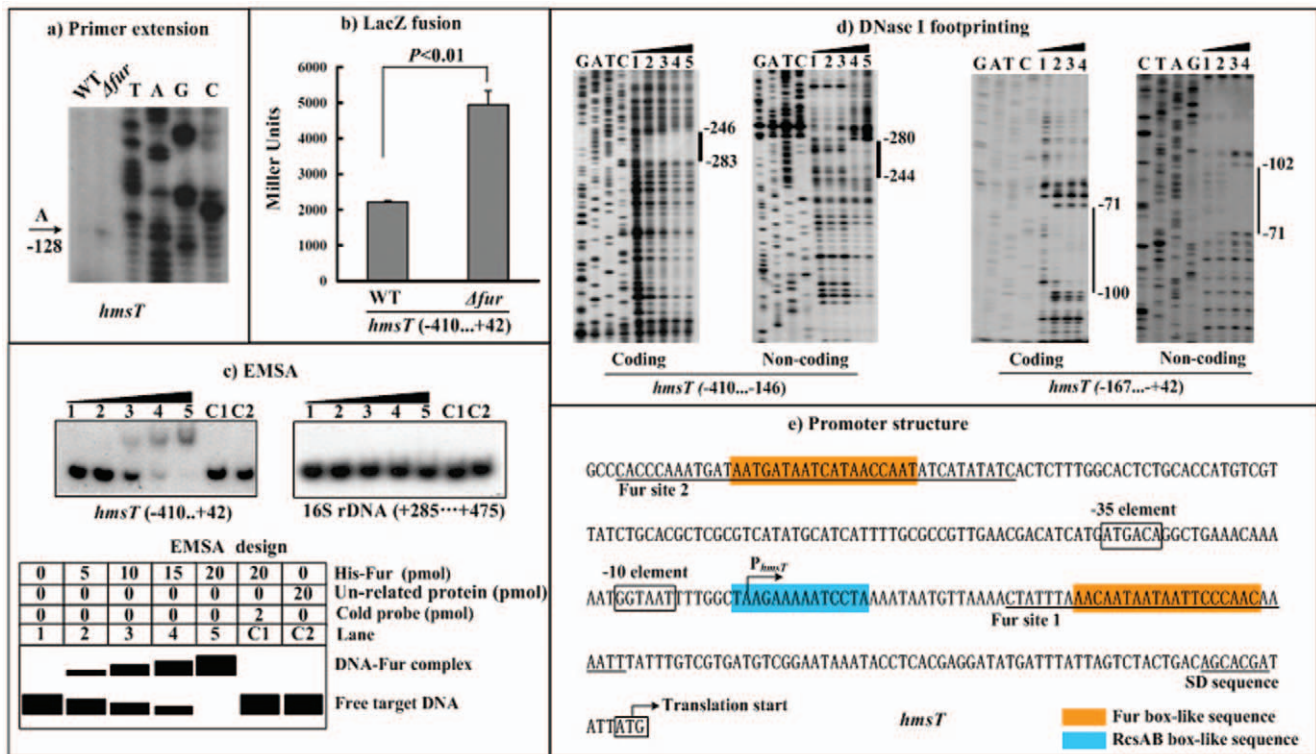 a) Primer extension
WT Δfur T A G C
A
-128
hmsT
b) LacZ fusion
P<0.01
Miller Units
6000
5000
4000
3000
2000
1000
0
WT Δfur
hmsT (-410...+42)
c) EMSA
1 2 3 4 5 C1 C2
hmsT (-410..+42)
1 2 3 4 5 C1 C2
16S rDNA (+285···+475)
EMSA design
0 5 10 15 20 20 0 His-Fur (pmol)
0 0 0 0 0 0 20 Un-related protein (pmol)
0 0 0 0 0 2 0 Cold probe (pmol)
1 2 3 4 5 C1 C2 Lane
DNA-Fur complex
Free target DNA
d) DNase I footprinting
G A T C 1 2 3 4 5
-246
-283
Coding
G A T C 1 2 3 4 5
-280
-244
Non-coding
hmsT (-410...-146)
G A T C 1 2 3 4
-71
-100
Coding
C T A G 1 2 3 4
-102
-71
Non-coding
hmsT (-167...-+42)
e) Promoter structure
GCCCACCCAAATGATAATGATAATCATAACCAATATCATATATCACTCTTTGGCACTCTGCACCATGTCGT
Fur site 2
-35 element
TATCTGCACGCTCGCGTCATATGCATCATTTTGCGCCGTTGAACGACATCATGATGACAGGCTGAAACAAA
-10 element
PhmsT
AATGGTAATTTTGGCTAAGAAAAATCCTAAAATAATGTTAAAACTATTTAAACAATAATAATTCCCAACAA
Fur site 1
AATTTATTTGTCGTGATGTCGGAATAAATACCTCACGAGGATATGATTTATTAGTCTACTGACAGCACGAT
SD sequence
ATTATG
Translation start
hmsT
Fur box-like sequence
RcsAB box-like sequence